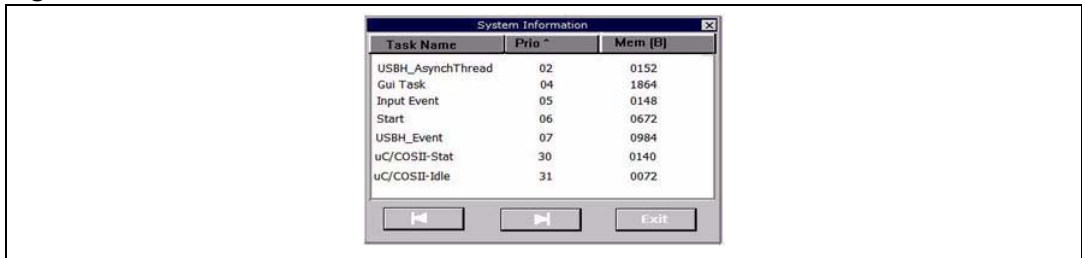 System Information
Task Name Prio ^ Mem (B)
USBH_AsynchThread 02 0152
Gui Task 04 1864
Input Event 05 0148
Start 06 0672
USBH_Event 07 0984
uC/COSII-Stat 30 0140
uC/COSII-Idle 31 0072
Exit